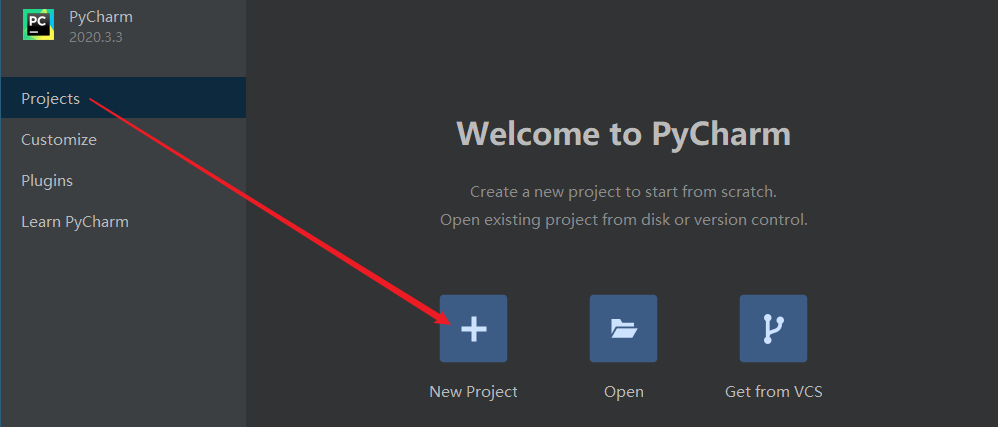 PC
PyCharm
2020.3.3
Projects
Customize
Plugins
Learn PyCharm
Welcome to PyCharm
Create a new project to start from scratch.
Open existing project from disk or version control.
New Project
Open
Get from VCS